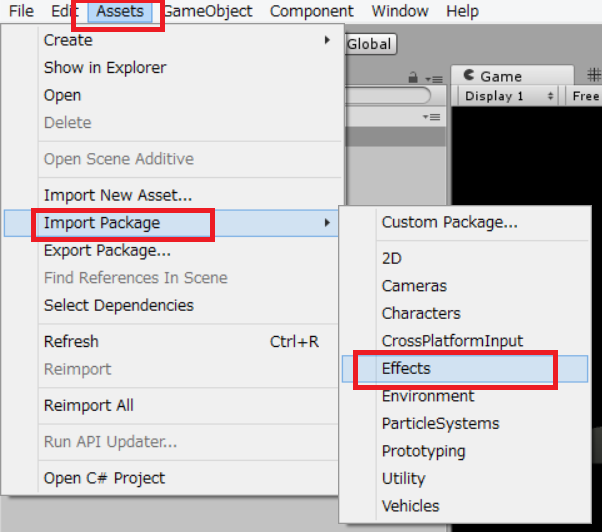 File Edit Assets GameObject Component Window Help
Create
Show in Explorer
Open
Delete
Open Scene Additive
Import New Asset...
Import Package
Export Package...
Find References In Scene
Select Dependencies
Refresh Ctrl+R
Reimport
Reimport All
Run API Updater...
Open C# Project
Global
Game
Display 1 Free
Custom Package...
2D
Cameras
Characters
CrossPlatformInput
Effects
Environment
ParticleSystems
Prototyping
Utility
Vehicles